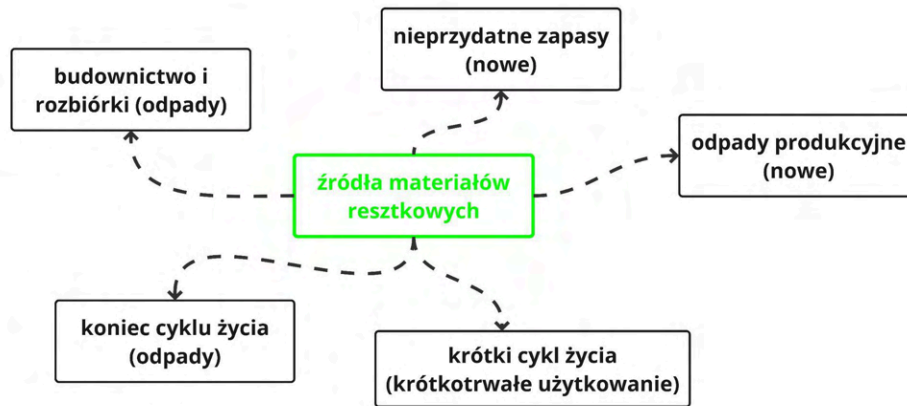 nieprzydatne zapasy
(nowe)
budownictwo i
rozbiórki (odpady)
odpady produkcyjne
(nowe)
źródła materiałów
resztkowych
koniec cyklu życia
(odpady)
krótki cykl życia
(krótkotrwałe użytkowanie)